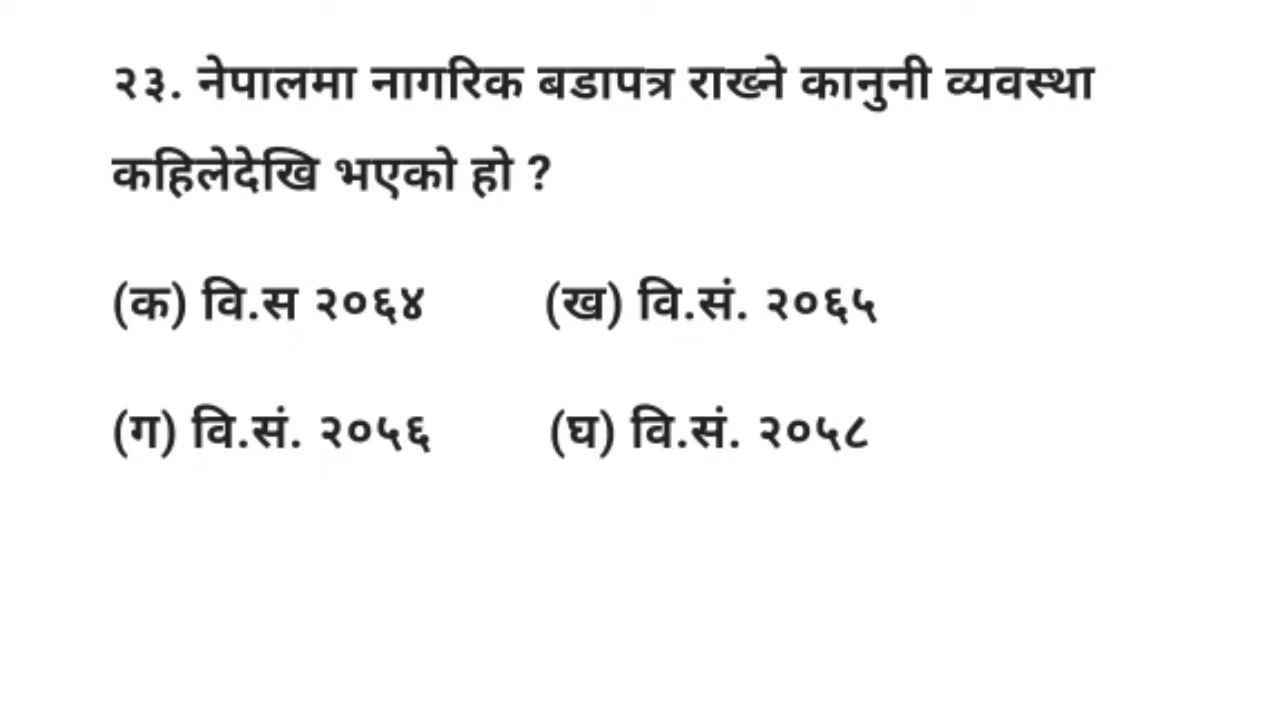 २३. नेपालमा नागरिक बडापत्र राख्ने कानुनी व्यवस्था
कहिलेदेखि भएको हो ?
(क) वि.स २०६४ (ख) वि.सं. २०६५
(ग) वि.सं. २०५६ (घ) वि.सं. २०५८